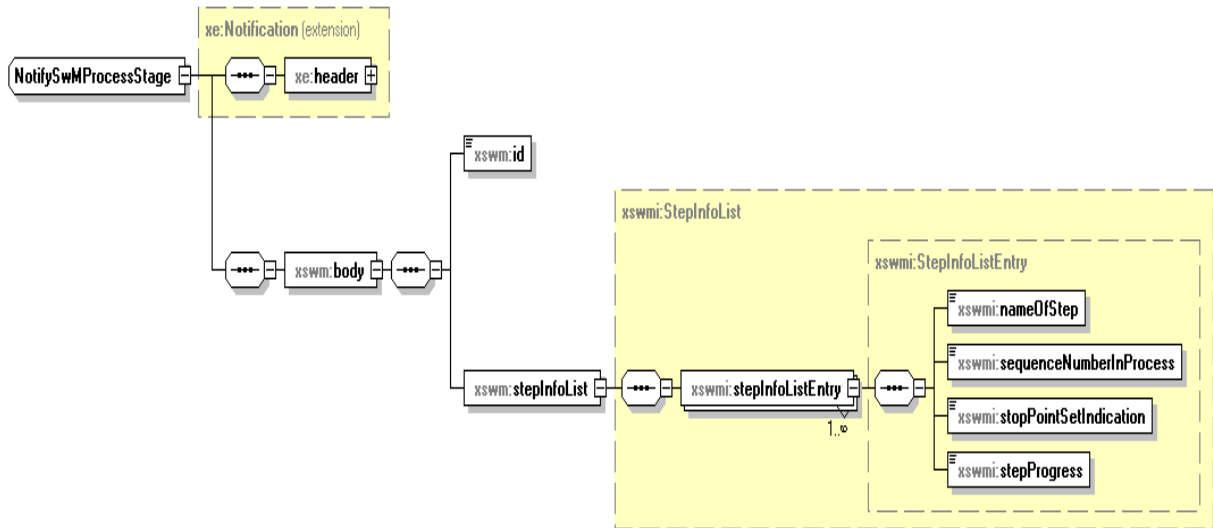 xe:Notification (extension)
NotifySwMProcessStage
xe:header
xswm:id
xswmi:StepInfoList
xswmi:StepInfoListEntry
xswm:body
xswmi:nameOfStep
xswmi:sequenceNumberInProcess
xswm:stepInfoList
xswmi:stepInfoListEntry
1..∞
xswmi:stopPointSetIndication
xswmi:stepProgress